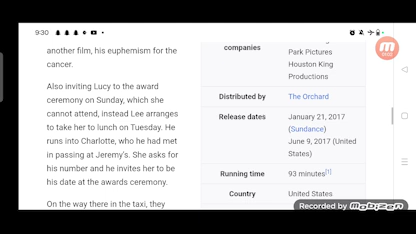 9:30
another film, his euphemism for the
cancer.
Also inviting Lucy to the award
ceremony on Sunday, which she
cannot attend, instead Lee arranges
to take her to lunch on Tuesday. He
runs into Charlotte, who he had met
in passing at Jeremy's. She asks for
his number and he invites her to be
his date at the awards ceremony.
On the way there in the taxi, they
companies
Park Pictures
Houston King
Productions
Distributed by
The Orchard
Release dates
January 21, 2017
(Sundance)
June 9, 2017 (United
States)
Running time
93 minutes[1]
Country
United States
Recorded by Mobizen